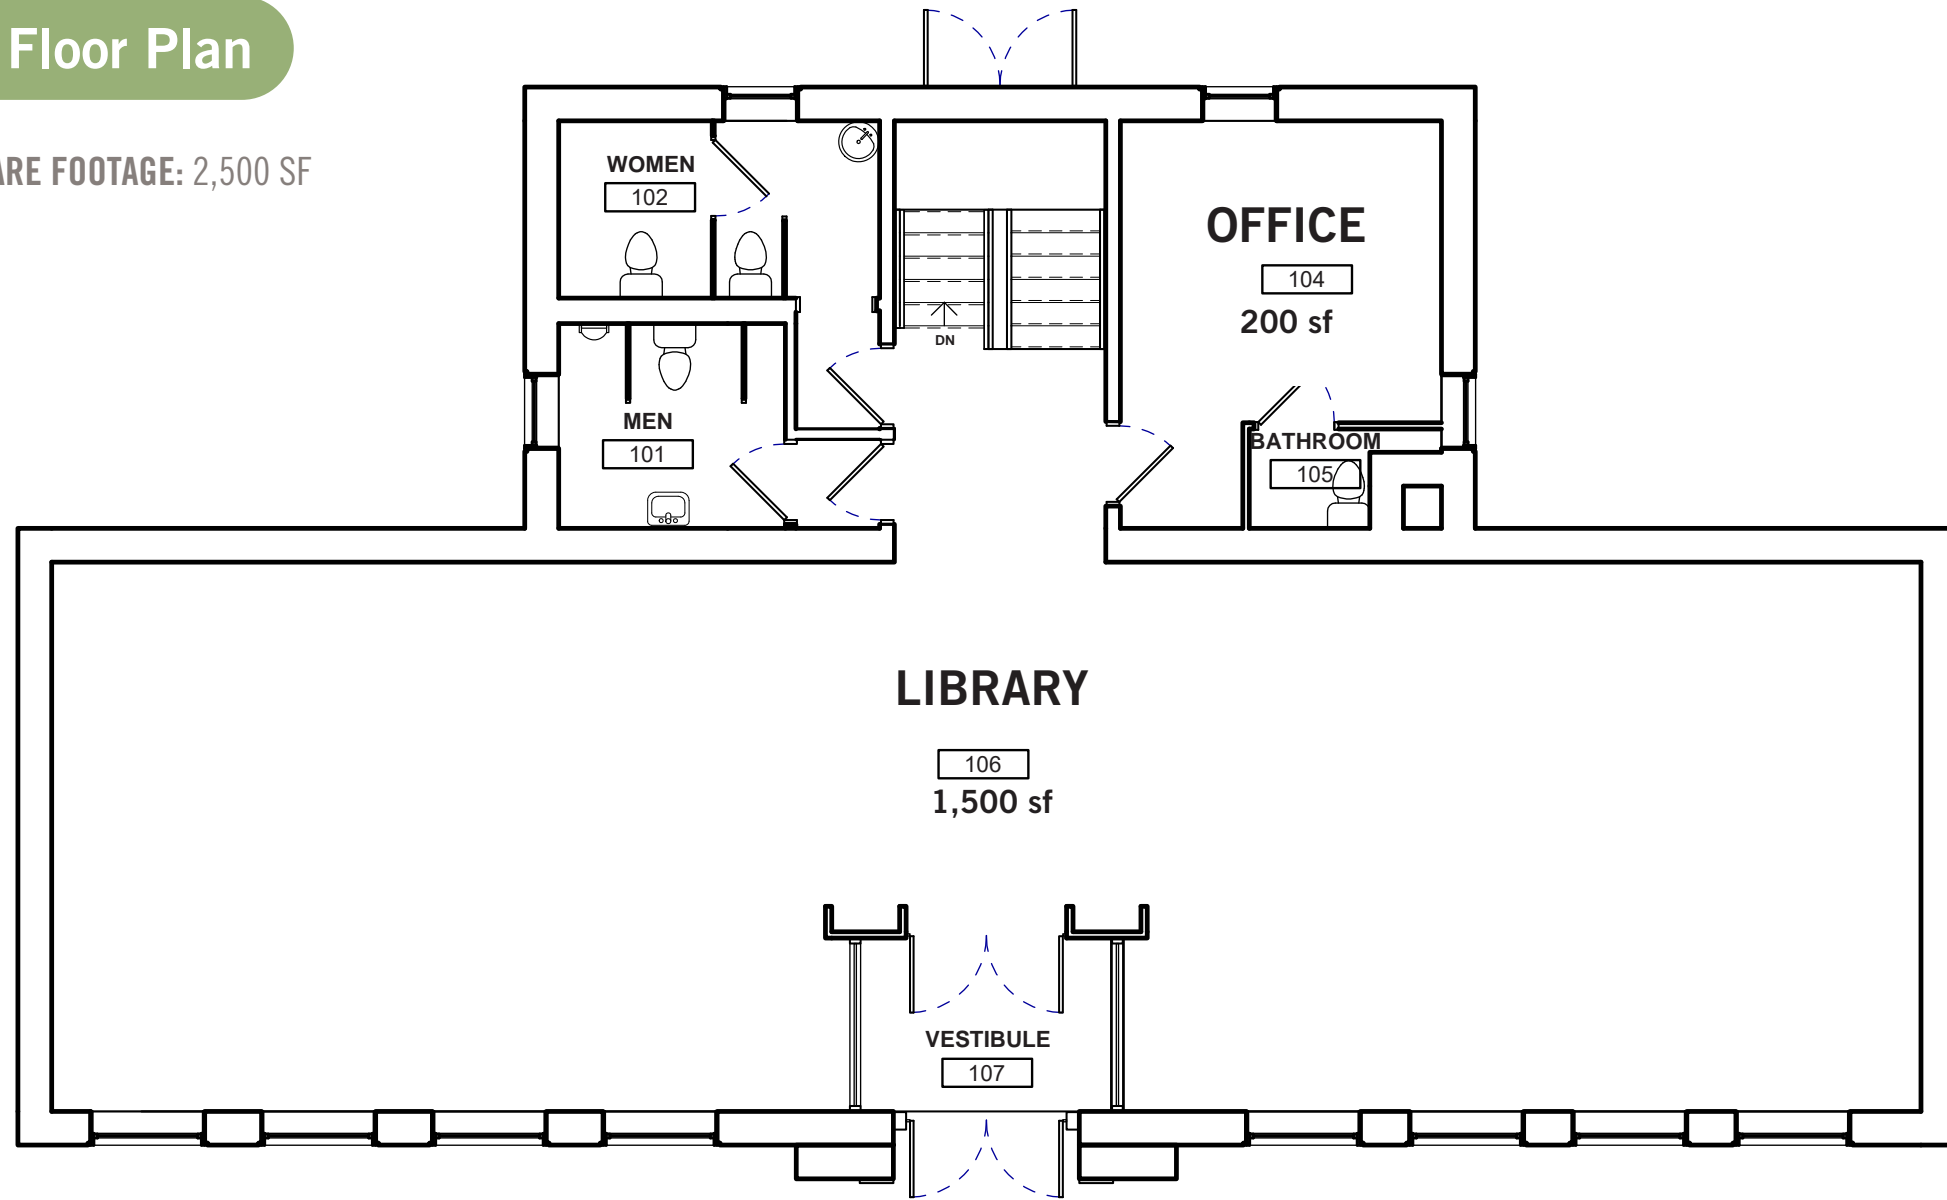 Floor Plan
ARE FOOTAGE: 2,500 SF
WOMEN
102
OFFICE
104
200 sf
DN
MEN
101
BATHROOM
105
LIBRARY
106
1,500 sf
VESTIBULE
107